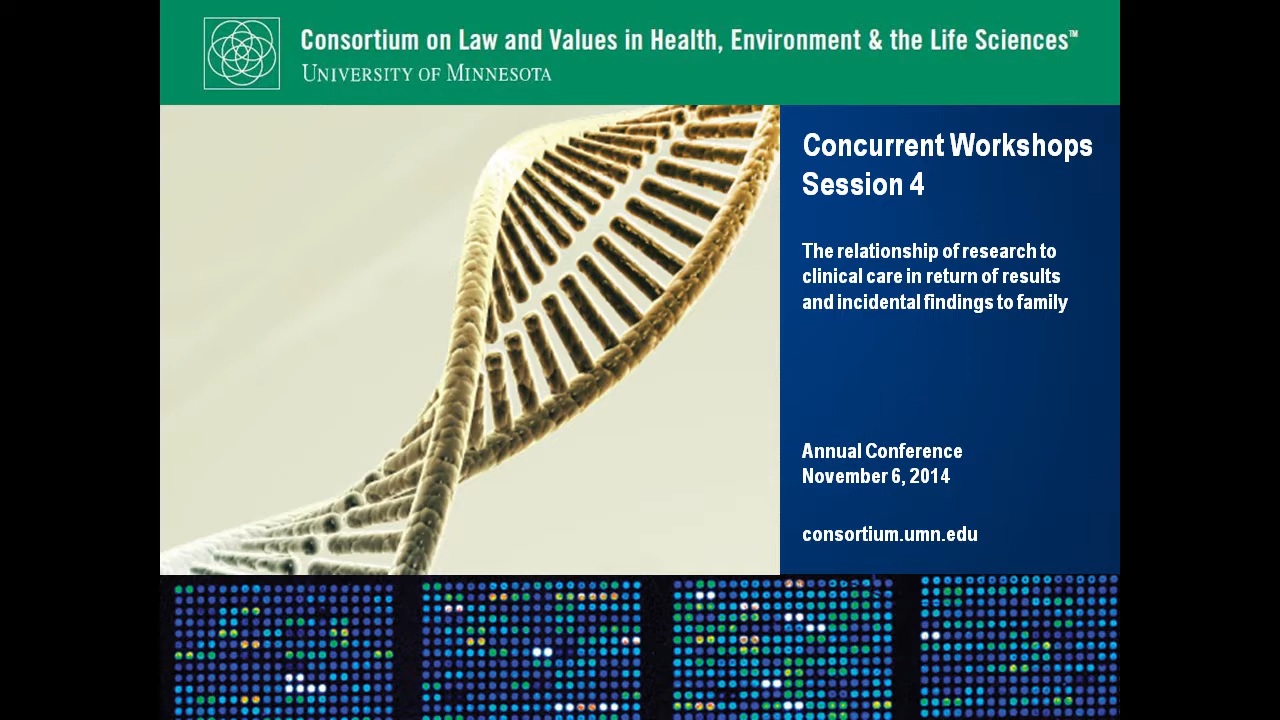 Consortium on Law and Values in Health, Environment & the Life Sciences™
UNIVERSITY OF MINNESOTA
Concurrent Workshops
Session 4
The relationship of research to
clinical care in return of results
and incidental findings to family
Annual Conference
November 6, 2014
consortium.umn.edu